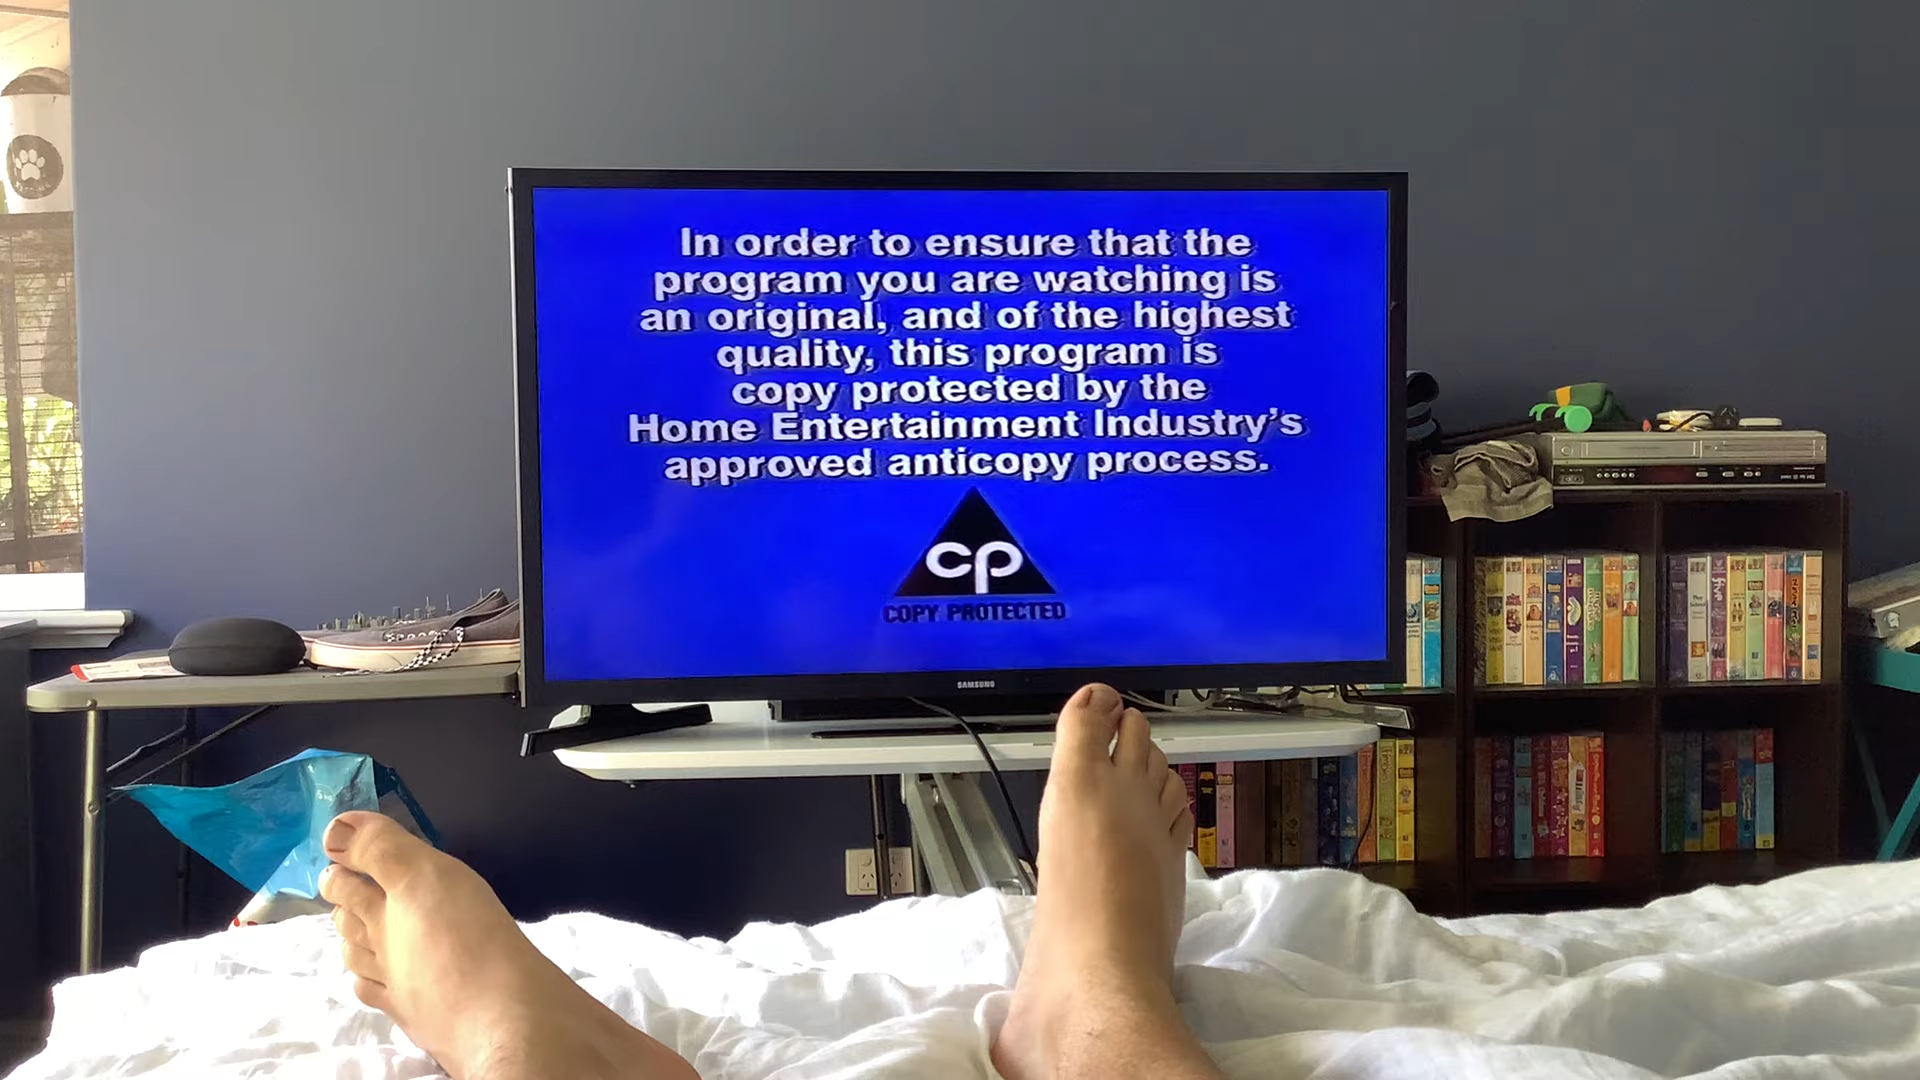 In order to ensure that the
program you are watching is
an original, and of the highest
quality, this program is
copy protected by the
Home Entertainment Industry's
approved anticopy process.
cp
COPY PROTECTED
SAMSUNG